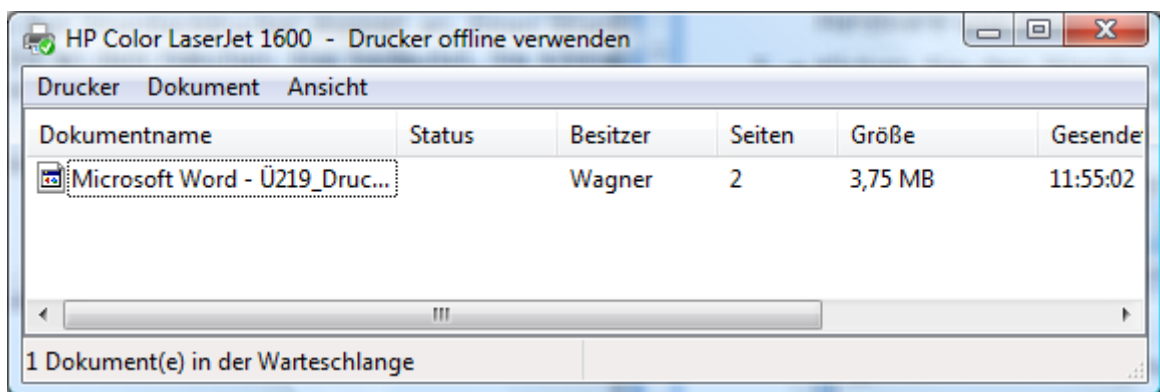 HP Color LaserJet 1600 - Drucker offline verwenden
Drucker Dokument Ansicht
Dokumentname Status Besitzer Seiten Größe Gesende
Microsoft Word - Ü219_Druc... Wagner 2 3,75 MB 11:55:02
1 Dokument(e) in der Warteschlange